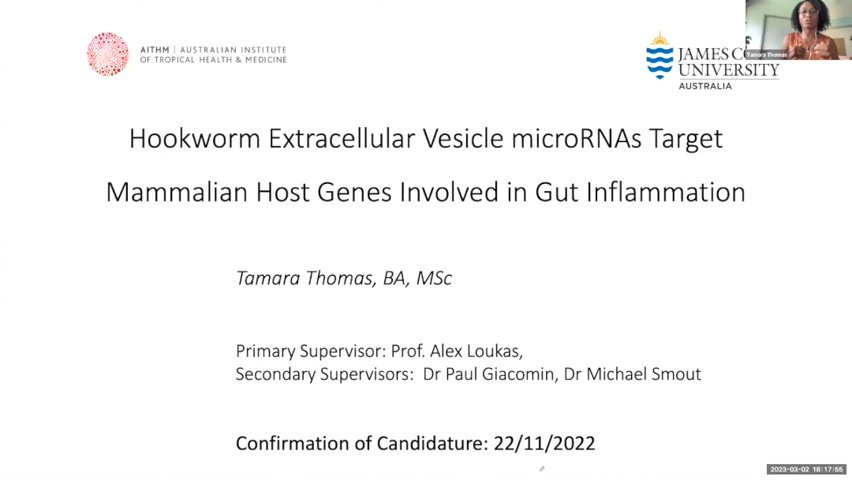 AITHM | AUSTRALIAN INSTITUTE
OF TROPICAL HEALTH & MEDICINE
JAMES CO
UNIVERSITY
AUSTRALIA
Tamara Thomas
Hookworm Extracellular Vesicle microRNAs Target
Mammalian Host Genes Involved in Gut Inflammation
Tamara Thomas, BA, MSc
Primary Supervisor: Prof. Alex Loukas,
Secondary Supervisors: Dr Paul Giacomin, Dr Michael Smout
Confirmation of Candidature: 22/11/2022
2023-03-02 18:17:55